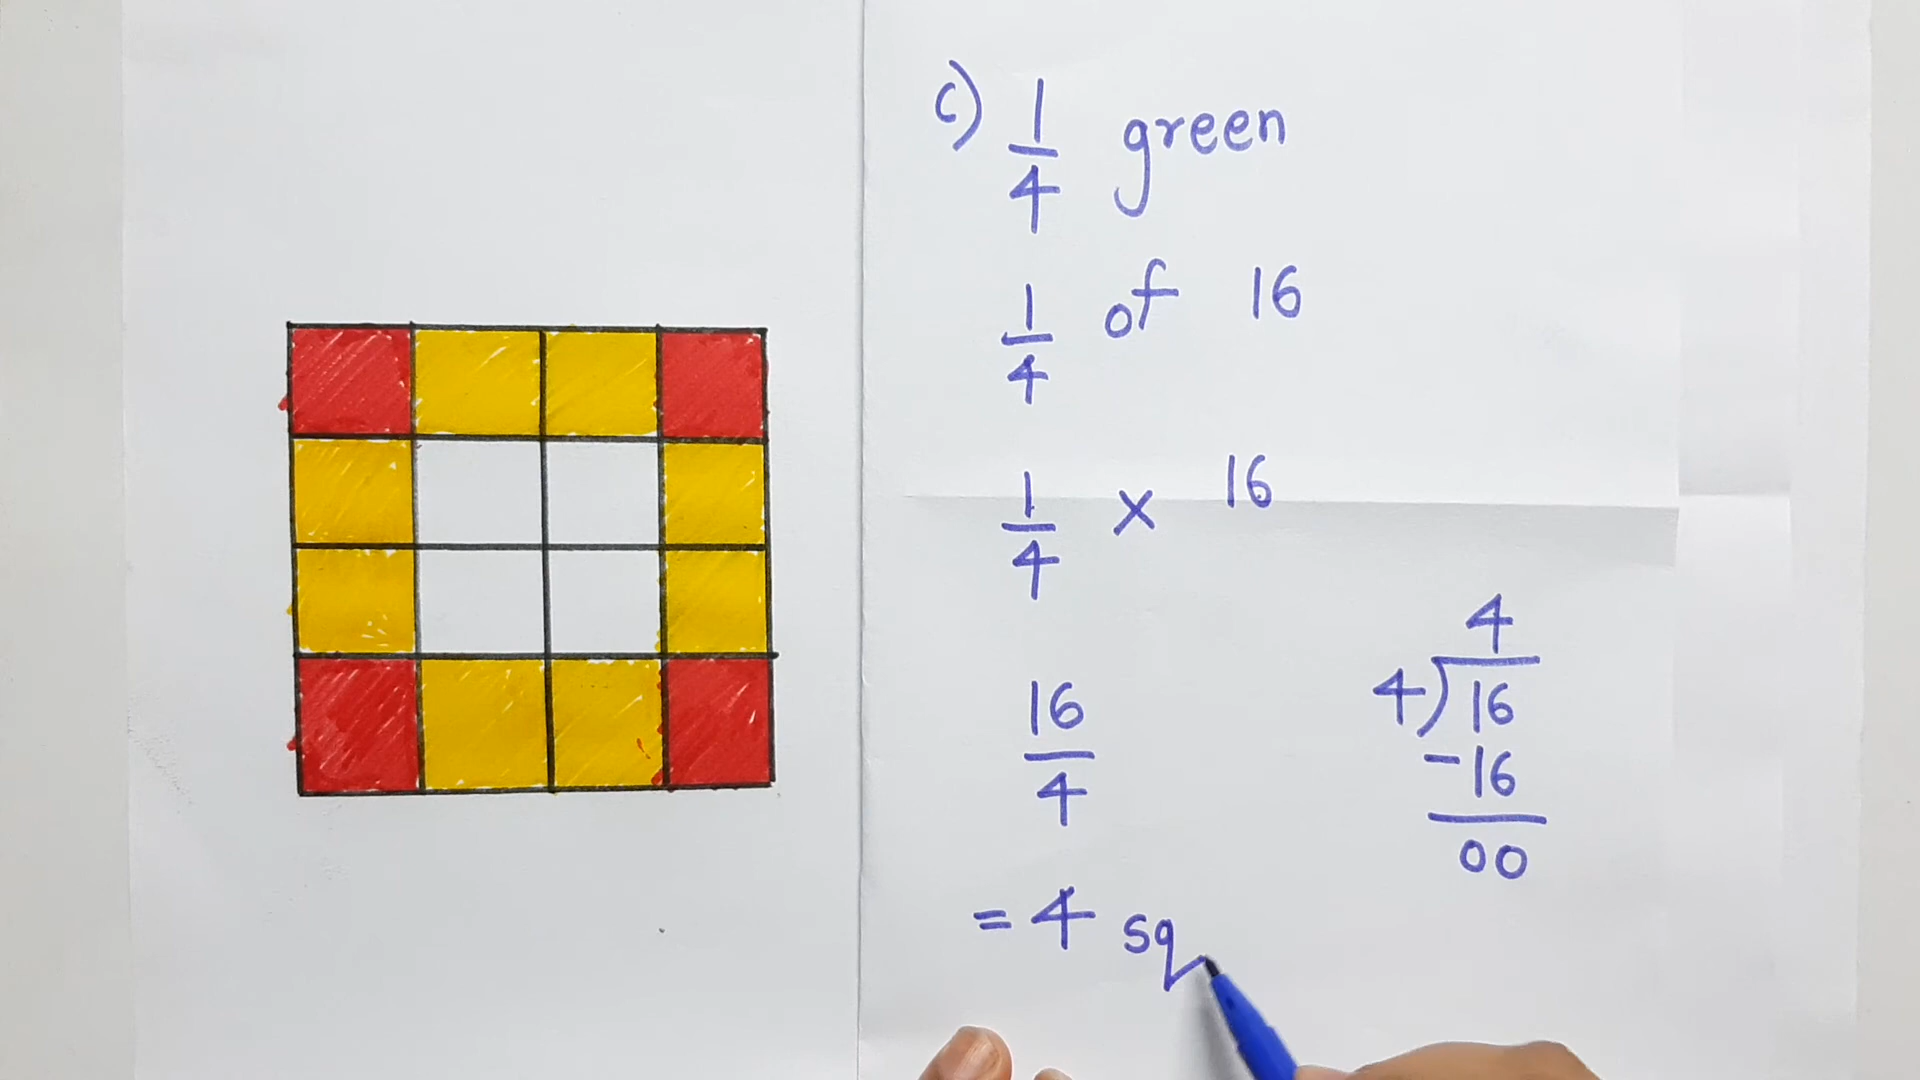 c) 1/4 green
1/4 of 16
1/4 x 16
16/4
= 4 sq
4
4)16
-16
00